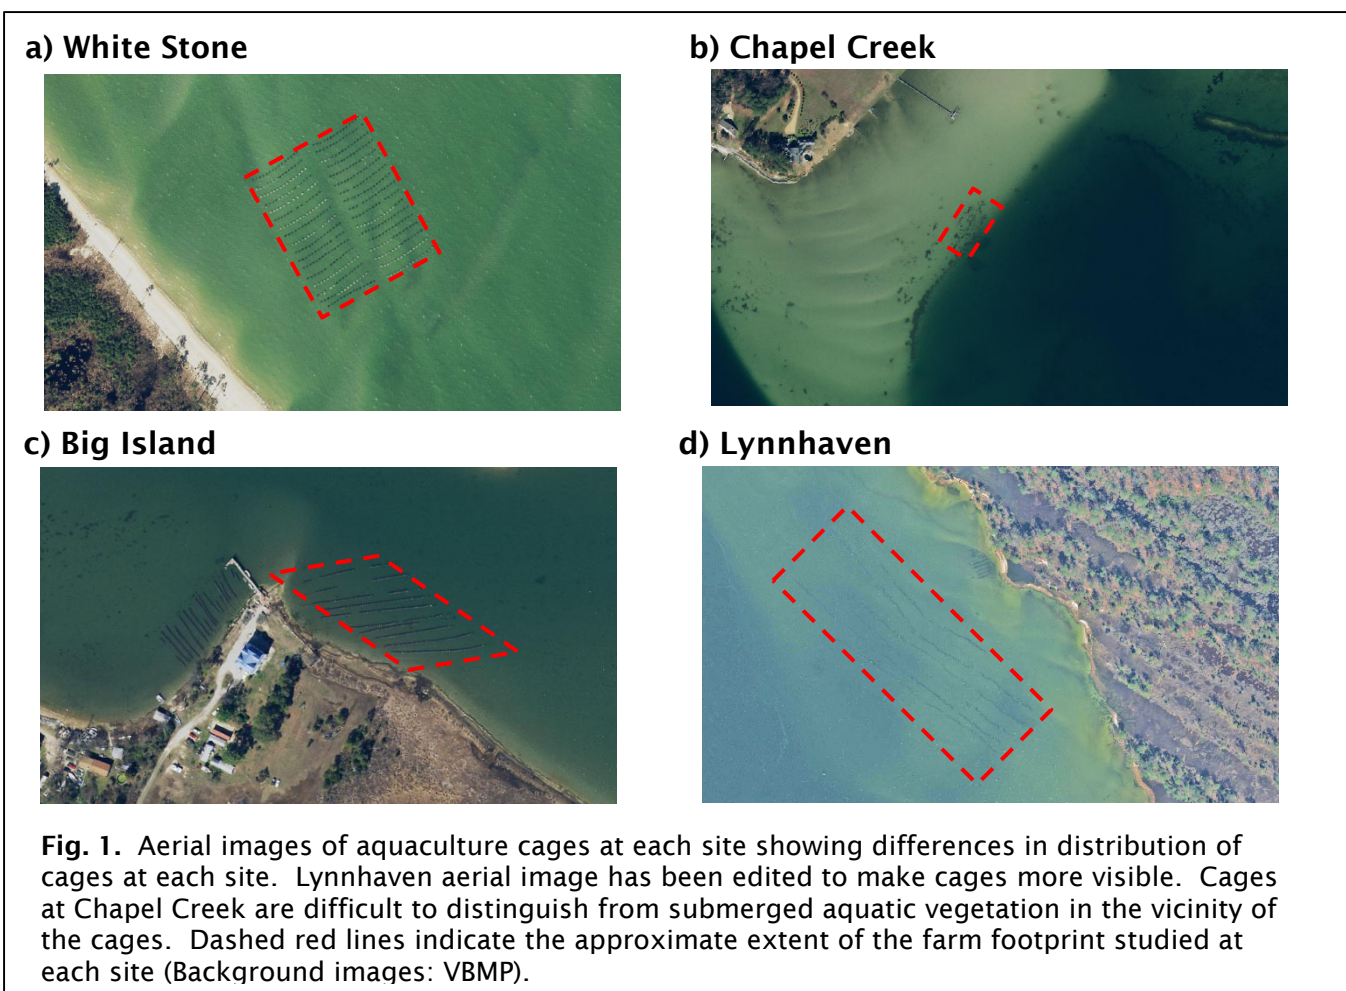 a) White Stone
b) Chapel Creek
c) Big Island
d) Lynnhaven
Fig. 1. Aerial images of aquaculture cages at each site showing differences in distribution of
cages at each site. Lynnhaven aerial image has been edited to make cages more visible. Cages
at Chapel Creek are difficult to distinguish from submerged aquatic vegetation in the vicinity of
the cages. Dashed red lines indicate the approximate extent of the farm footprint studied at
each site (Background images: VBMP).